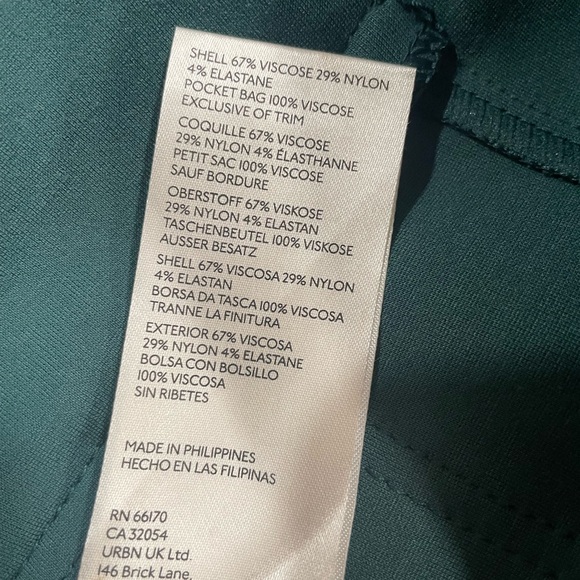 SHELL 67% VISCOSE 29% NYLON
4% ELASTANE
POCKET BAG 100% VISCOSE
EXCLUSIVE OF TRIM
COQUILLE 67% VISCOSE
29% NYLON 4% ÉLASTHANNE
PETIT SAC 100% VISCOSE
SAUF BORDURE
OBERSTOFF 67% VISKOSE
29% NYLON 4% ELASTAN
TASCHENBEUTEL 100% VISKOSE
AUSSER BESATZ
SHELL 67% VISCOSA 29% NYLON
4% ELASTAN
BORSA DA TASCA 100% VISCOSA
TRANNE LA FINITURA
EXTERIOR 67% VISCOSA
29% NYLON 4% ELASTANE
BOLSA CON BOLSILLO
100% VISCOSA
SIN RIBETES
MADE IN PHILIPPINES
HECHO EN LAS FILIPINAS
RN 66170
CA 32054
URBN UK Ltd.
146 Brick Lane,